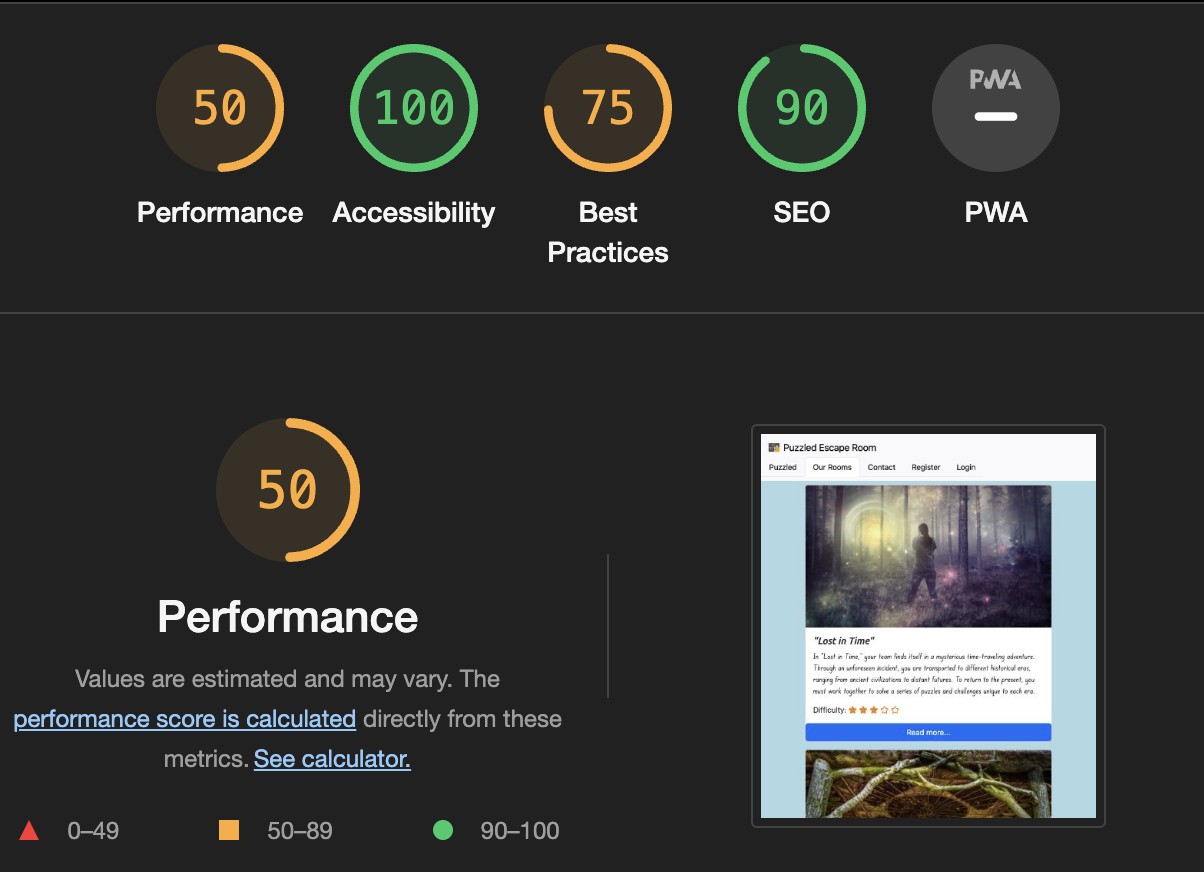 50
100
75
90
PWA
Performance
Accessibility
Best
Practices
SEO
PWA
50
Performance
Values are estimated and may vary. The
performance score is calculated directly from these
metrics. See calculator.
0–49
50–89
90–100
Puzzled Escape Room
Puzzled
Our Rooms
Contact
Register
Login
"Lost in Time"
In "Lost in Time," your team finds itself in a mysterious time-traveling adventure.
Through an unforeseen incident, you are transported to different historical eras,
ranging from ancient civilizations to distant futures. To return to the present, you
must work together to solve a series of puzzles and challenges unique to each era.
Difficulty:
Read more...